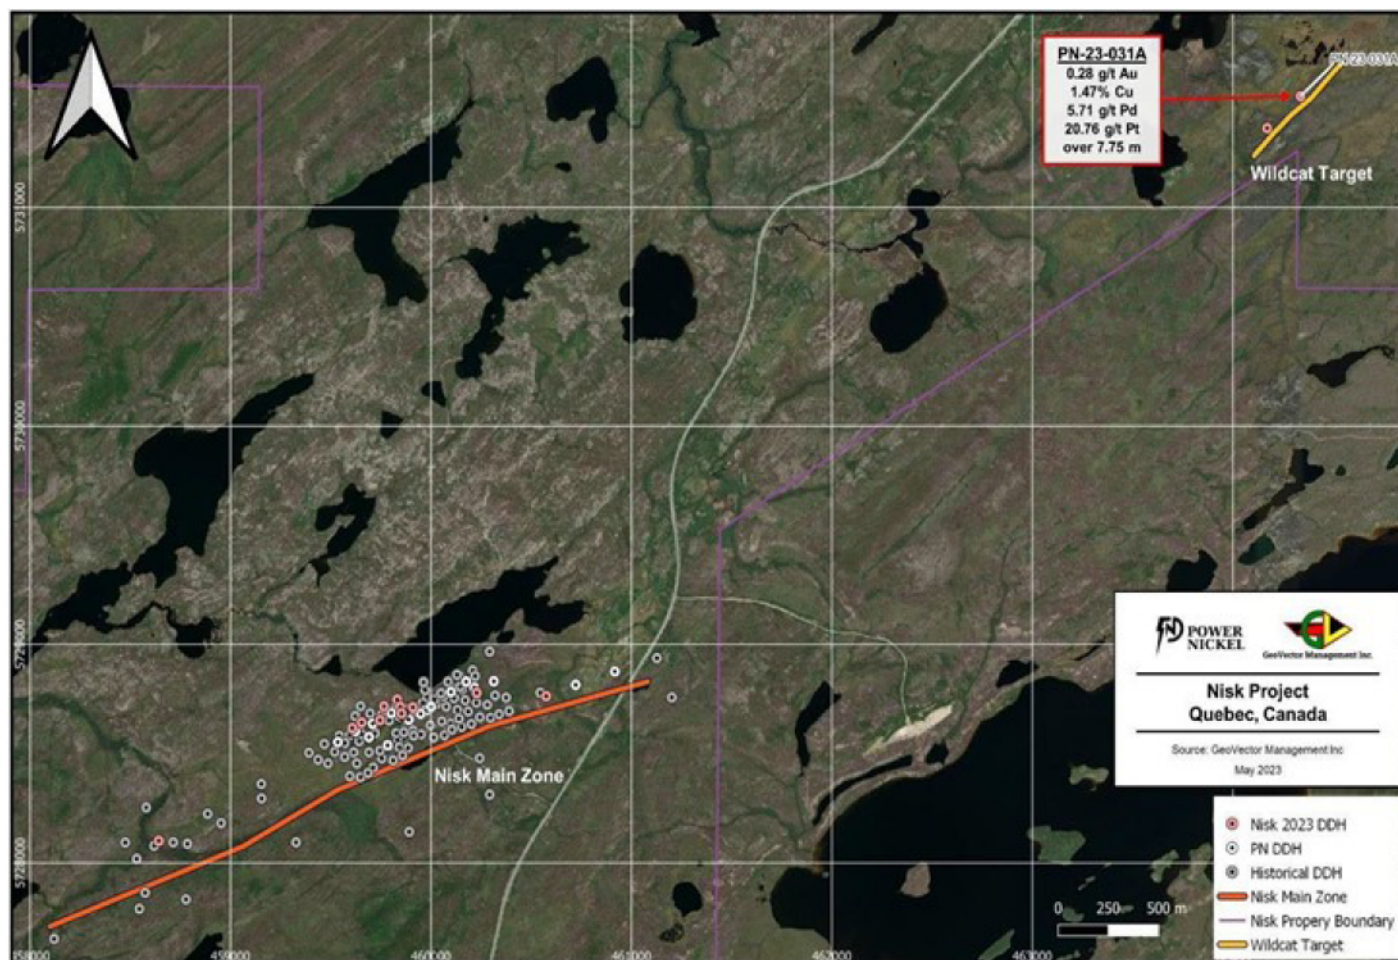 PN-23-031A
0.28 g/t Au
1.47% Cu
5.71 g/t Pd
20.76 g/t Pt
over 7.75 m
PN-23-031A
Wildcat Target
5731000
5730000
5729000
5728000
Nisk Main Zone
POWER
NICKEL
GeoVector Management Inc.
Nisk Project
Quebec, Canada
Source: GeoVector Management Inc
May 2023
Nisk 2023 DDH
PN DDH
Historical DDH
Nisk Main Zone
Nisk Propery Boundary
Wildcat Target
0 250 500 m
459000
460000
462000
463000